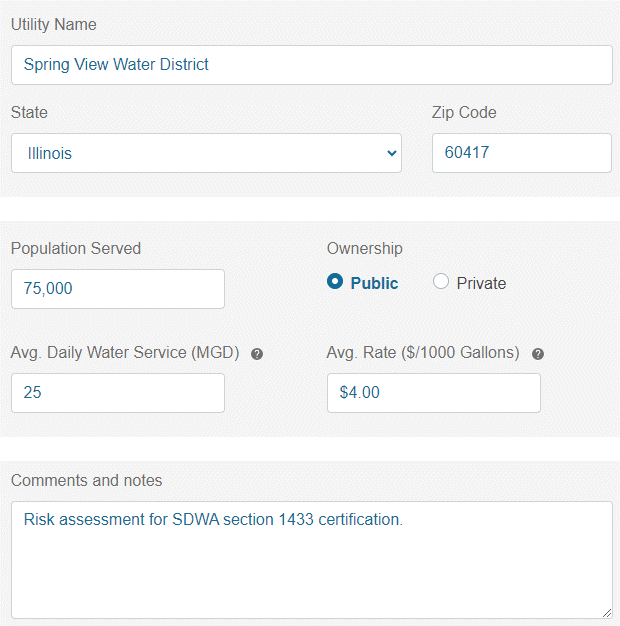 Utility Name
Spring View Water District
State
Zip Code
Illinois
60417
Population Served
Ownership
75,000
Public
Private
Avg. Daily Water Service (MGD) ?
Avg. Rate ($/1000 Gallons) ?
25
$4.00
Comments and notes
Risk assessment for SDWA section 1433 certification.